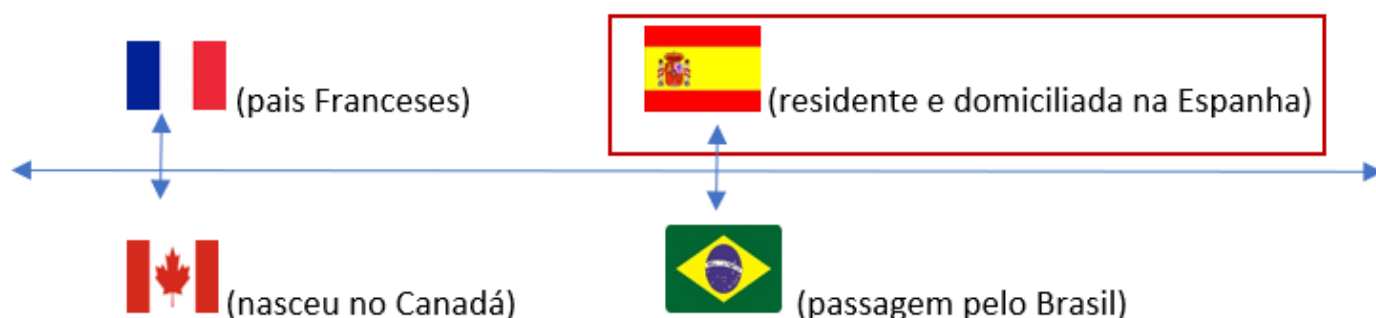 (pais Franceses)
(residente e domiciliada na Espanha)
(nasceu no Canadá)
(passagem pelo Brasil)